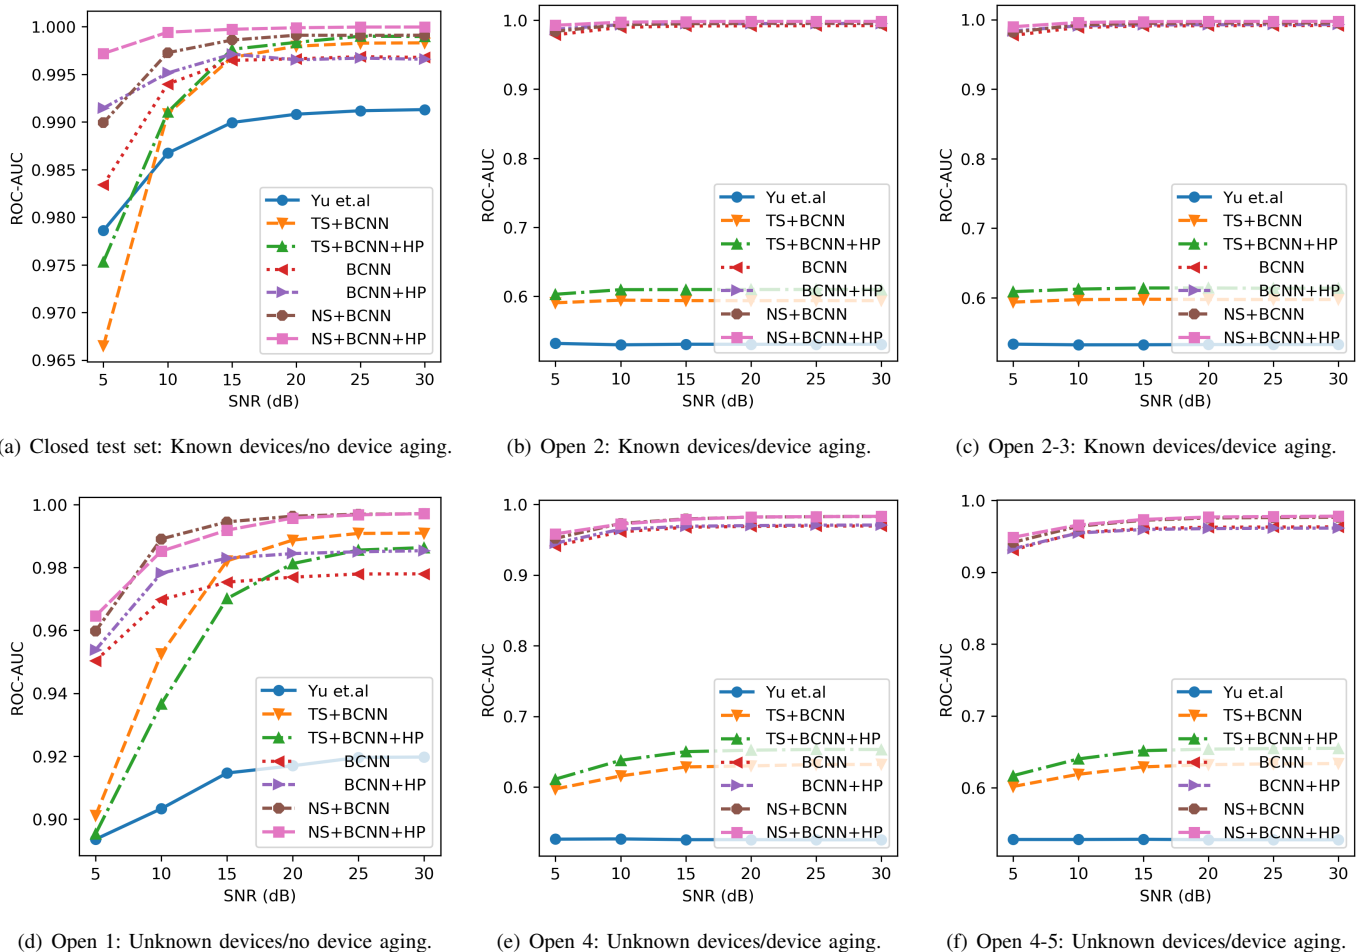 1.000
0.995
0.990
0.985
0.980
0.975
0.970
0.965
ROC-AUC
5 10 15 20 25 30
SNR (dB)
Yu et.al
TS+BCNN
TS+BCNN+HP
BCNN
BCNN+HP
NS+BCNN
NS+BCNN+HP
1.0
0.9
0.8
0.7
0.6
ROC-AUC
5 10 15 20 25 30
SNR (dB)
Yu et.al
TS+BCNN
TS+BCNN+HP
BCNN
BCNN+HP
NS+BCNN
NS+BCNN+HP
1.0
0.9
0.8
0.7
0.6
ROC-AUC
5 10 15 20 25 30
SNR (dB)
Yu et.al
TS+BCNN
TS+BCNN+HP
BCNN
BCNN+HP
NS+BCNN
NS+BCNN+HP
a) Closed test set: Known devices/no device aging.
(b) Open 2: Known devices/device aging.
(c) Open 2-3: Known devices/device aging.
1.00
0.98
0.96
0.94
0.92
0.90
ROC-AUC
5 10 15 20 25 30
SNR (dB)
Yu et.al
TS+BCNN
TS+BCNN+HP
BCNN
BCNN+HP
NS+BCNN
NS+BCNN+HP
1.0
0.9
0.8
0.7
0.6
ROC-AUC
5 10 15 20 25 30
SNR (dB)
Yu et.al
TS+BCNN
TS+BCNN+HP
BCNN
BCNN+HP
NS+BCNN
NS+BCNN+HP
1.0
0.9
0.8
0.7
0.6
ROC-AUC
5 10 15 20 25 30
SNR (dB)
Yu et.al
TS+BCNN
TS+BCNN+HP
BCNN
BCNN+HP
NS+BCNN
NS+BCNN+HP
(d) Open 1: Unknown devices/no device aging.
(e) Open 4: Unknown devices/device aging.
(f) Open 4-5: Unknown devices/device aging.